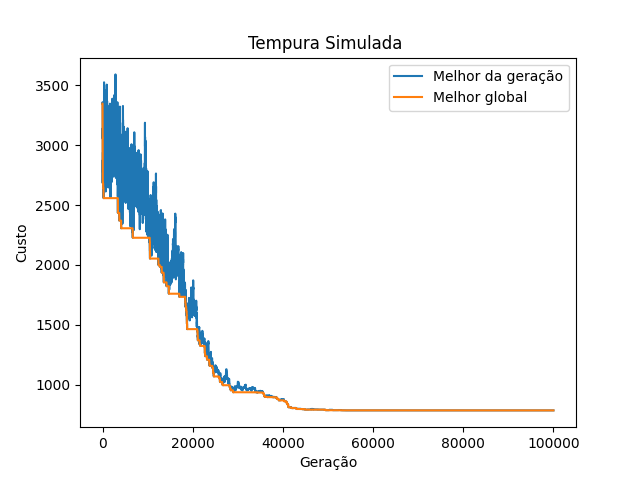 Tempura Simulada
Melhor da geração
Melhor global
Custo
3500
3000
2500
2000
1500
1000
0
20000
40000
60000
80000
100000
Geração